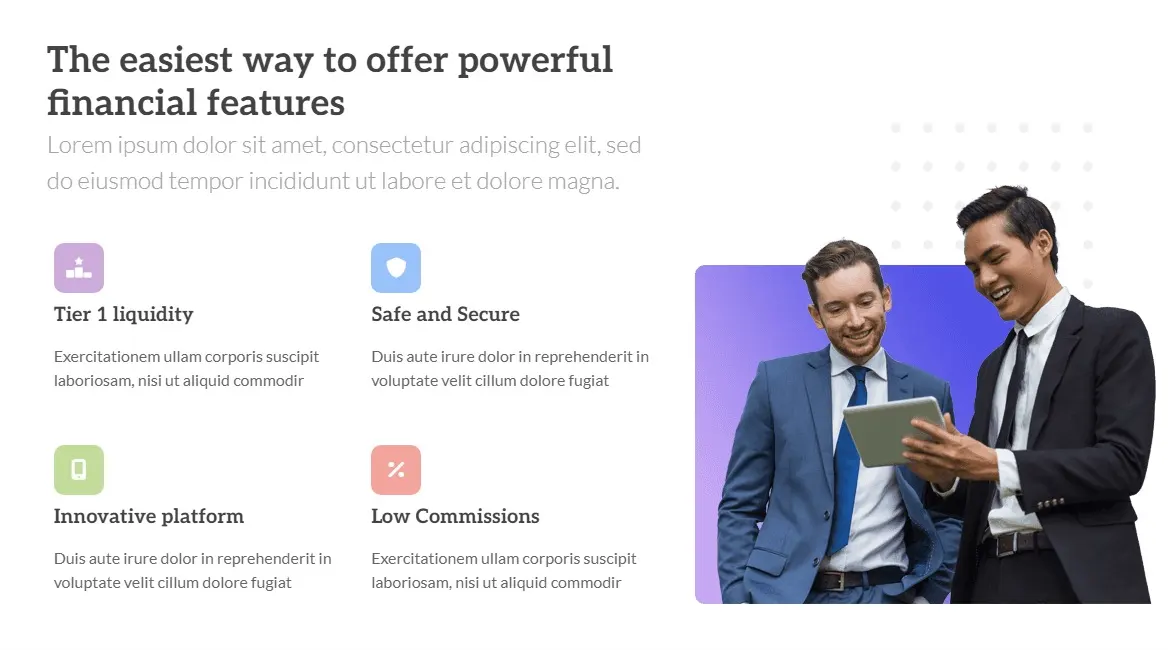 The easiest way to offer powerful
financial features
Lorem ipsum dolor sit amet, consectetur adipiscing elit, sed
do eiusmod tempor incididunt ut labore et dolore magna.
Tier 1 liquidity
Exercitationem ullam corporis suscipit
laboriosam, nisi ut aliquid commodir
Safe and Secure
Duis aute irure dolor in reprehenderit in
voluptate velit cillum dolore fugiat
Innovative platform
Duis aute irure dolor in reprehenderit in
voluptate velit cillum dolore fugiat
Low Commissions
Exercitationem ullam corporis suscipit
laboriosam, nisi ut aliquid commodir